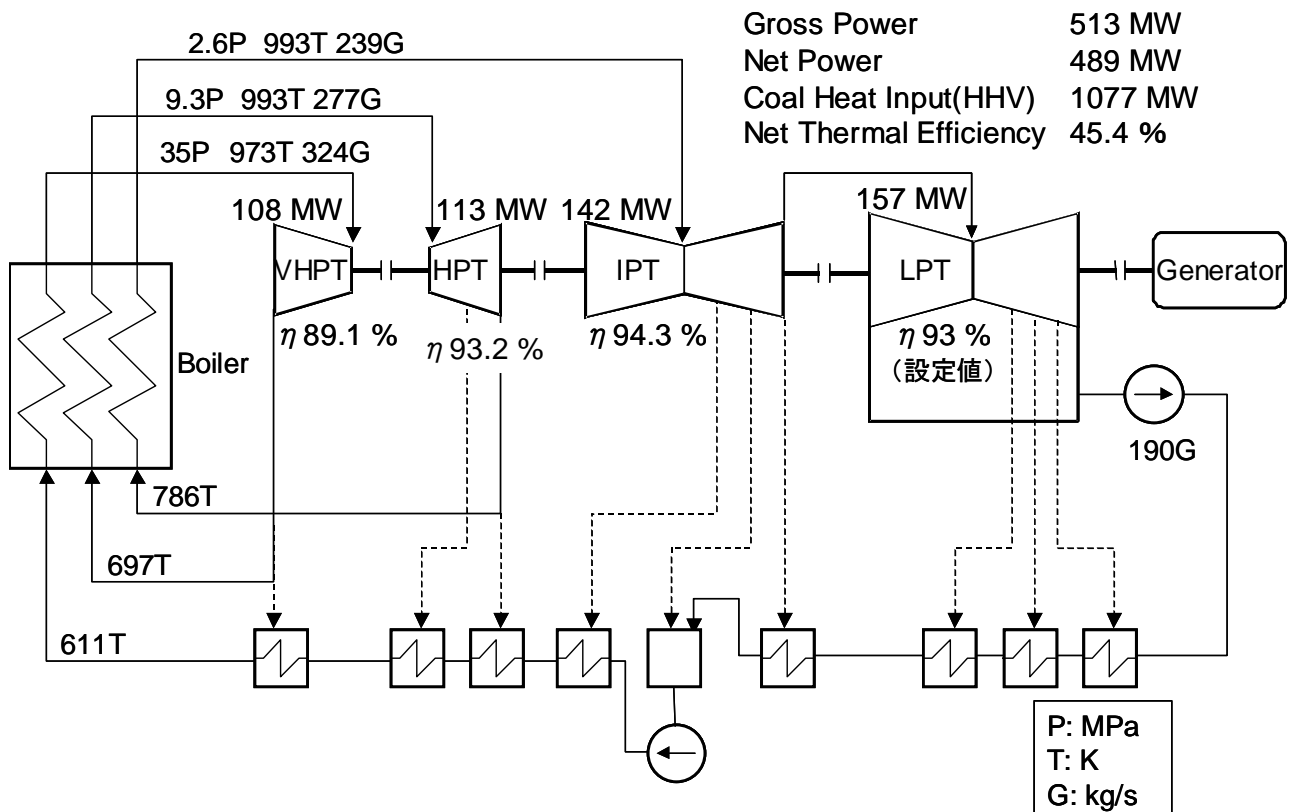 Gross Power 513 MW
Net Power 489 MW
Coal Heat Input(HHV) 1077 MW
Net Thermal Efficiency 45.4 %
2.6P 993T 239G
9.3P 993T 277G
35P 973T 324G
108 MW
113 MW
142 MW
157 MW
VHPT
HPT
IPT
LPT
Generator
η 89.1 %
η 93.2 %
η 94.3 %
η 93 %
(設定値)
Boiler
190G
786T
697T
611T
P: MPa
T: K
G: kg/s